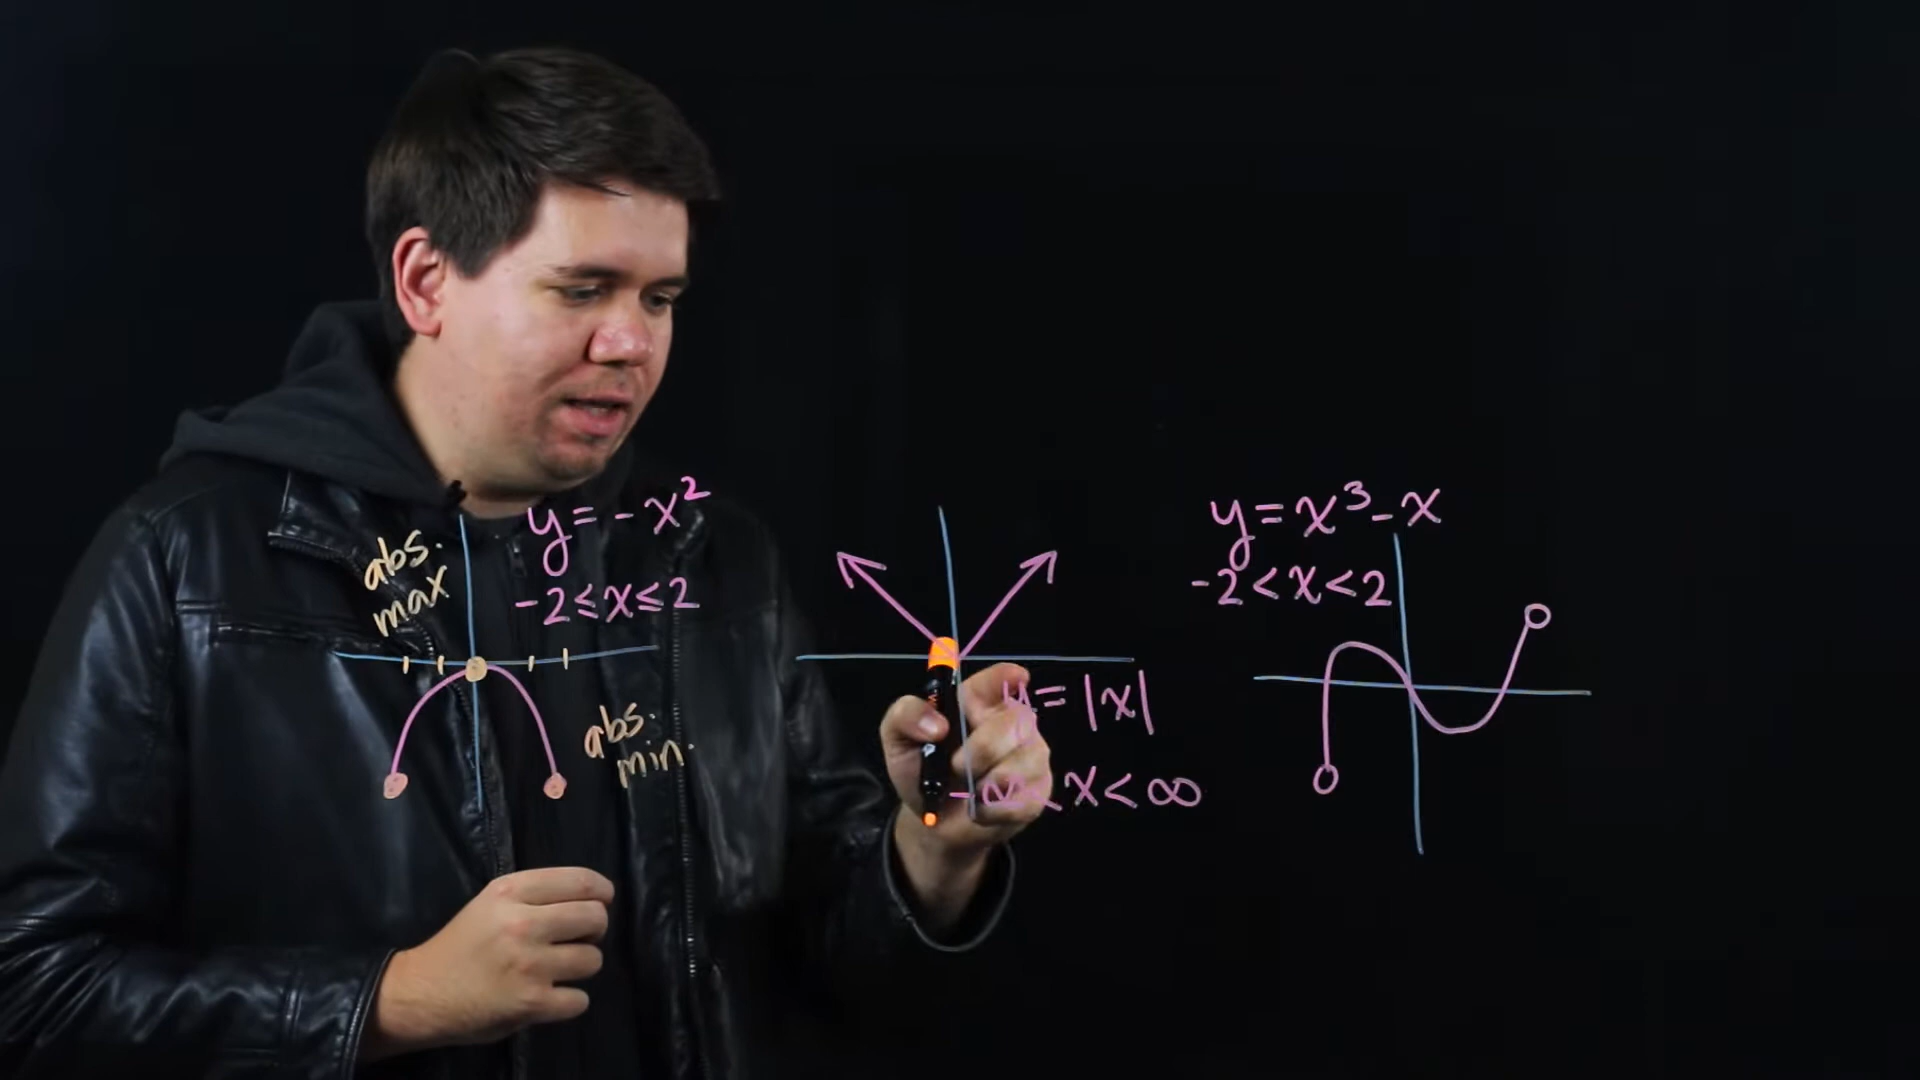 y = -x²
-2 ≤ x ≤ 2
abs.
max
abs.
min.
y = |x|
-∞ < x < ∞
y = x³ - x
-2 < x < 2